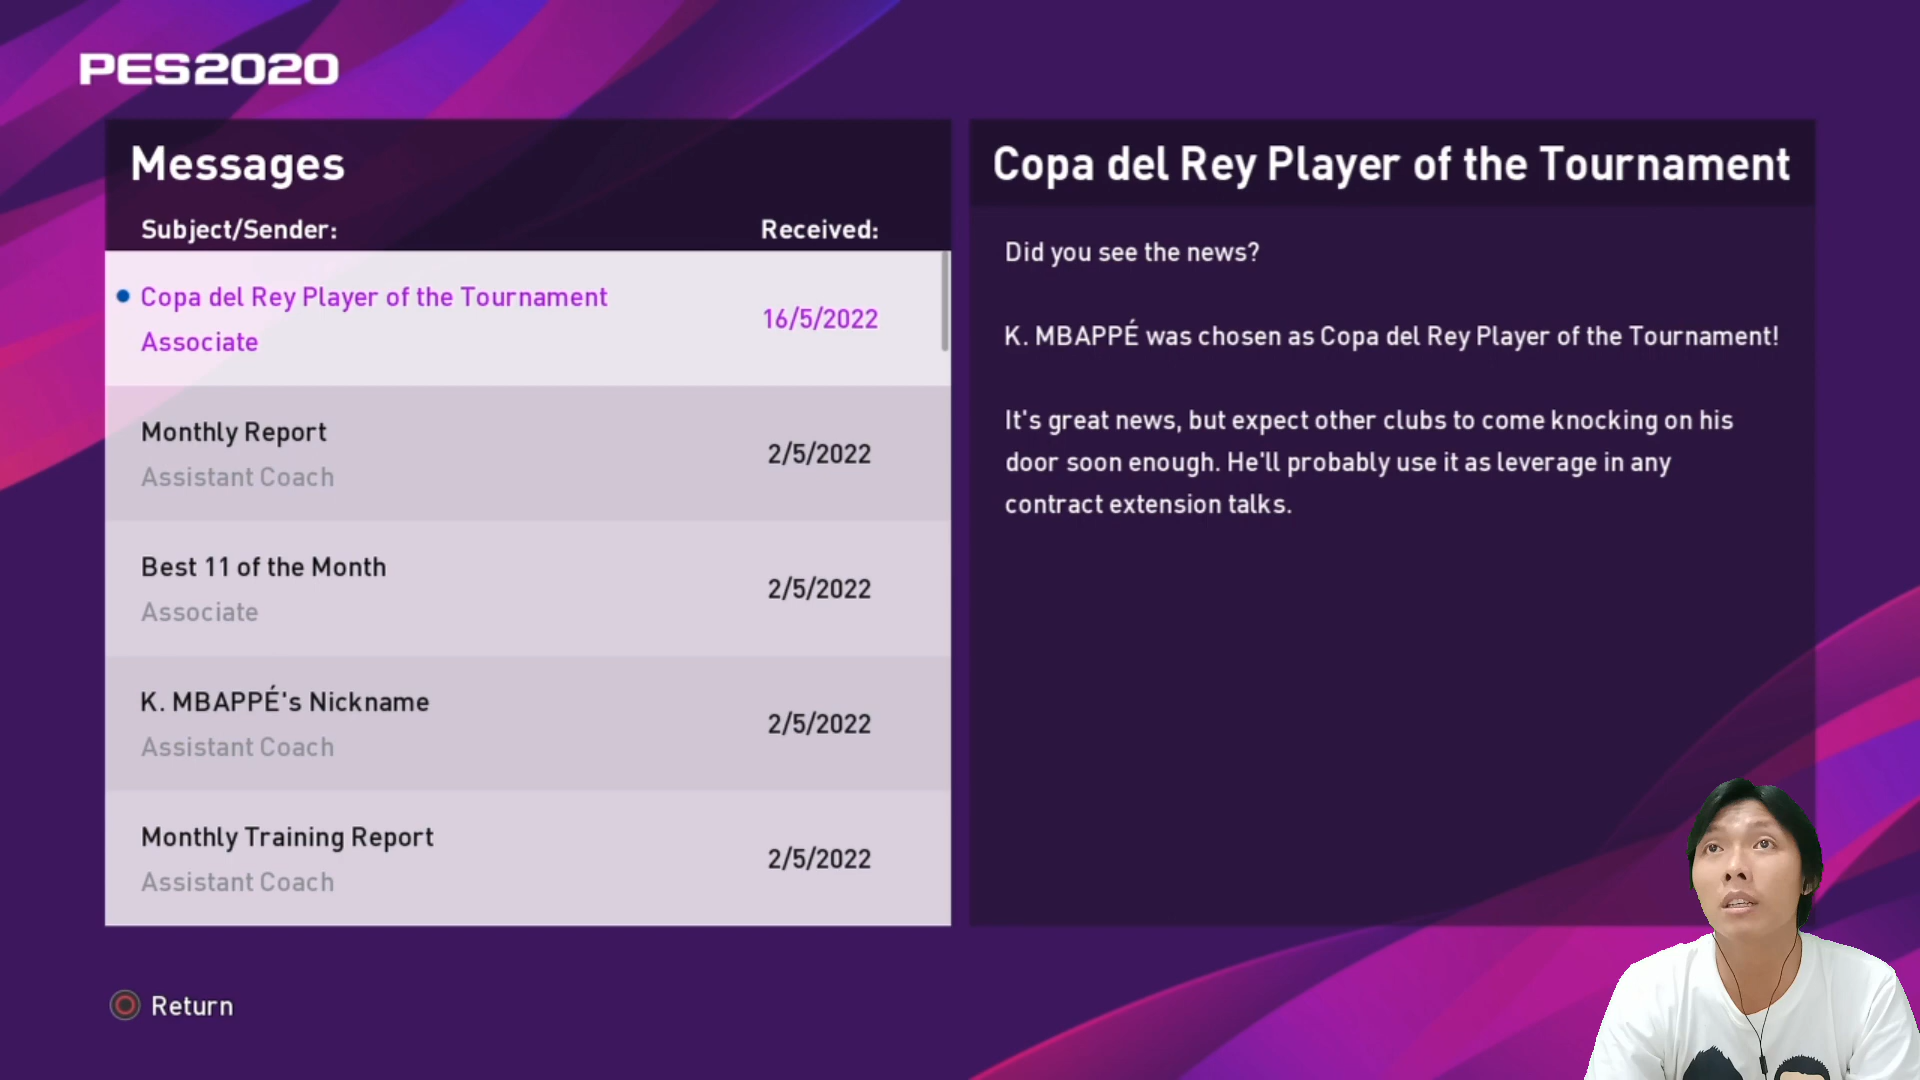 PES2020
Messages
Subject/Sender: Received:
Copa del Rey Player of the Tournament
Associate
16/5/2022
Monthly Report
Assistant Coach
2/5/2022
Best 11 of the Month
Associate
2/5/2022
K. MBAPPÉ's Nickname
Assistant Coach
2/5/2022
Monthly Training Report
Assistant Coach
2/5/2022
Copa del Rey Player of the Tournament
Did you see the news?
K. MBAPPÉ was chosen as Copa del Rey Player of the Tournament!
It's great news, but expect other clubs to come knocking on his
door soon enough. He'll probably use it as leverage in any
contract extension talks.
Return